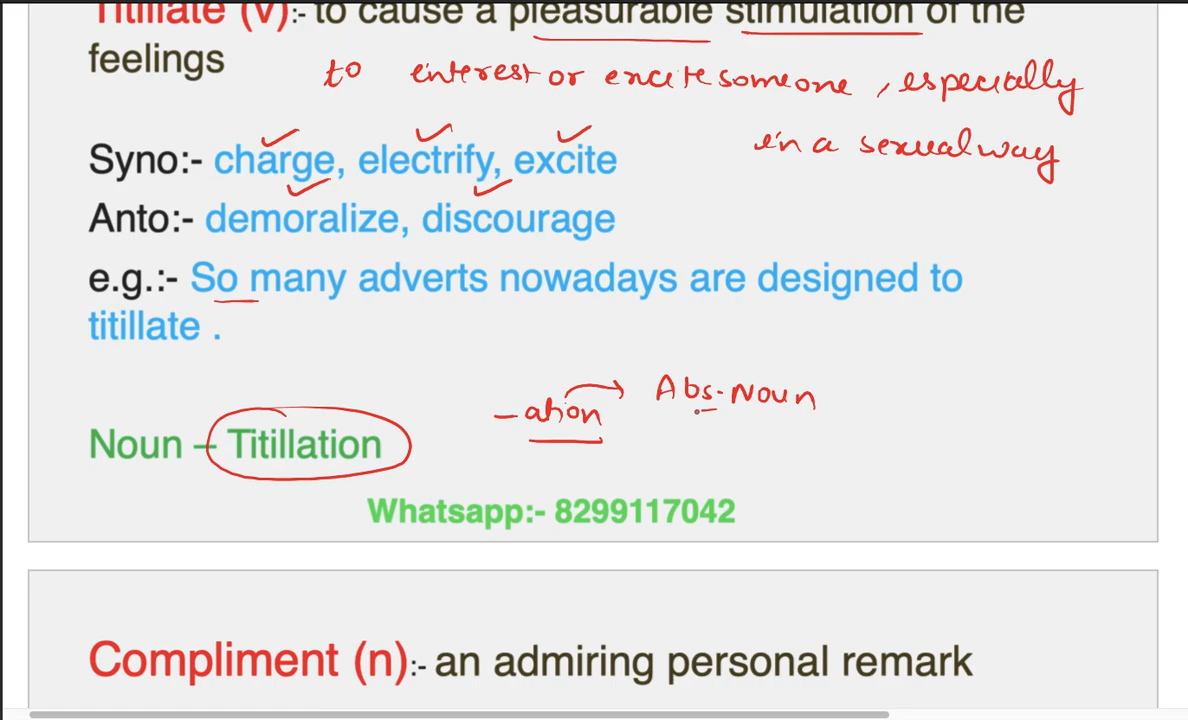 Titillate (v):- to cause a pleasurable stimulation of the
feelings
to interest or excite someone, especially
in a sexual way
Syno:- charge, electrify, excite
Anto:- demoralize, discourage
e.g.:- So many adverts nowadays are designed to
titillate .
-ation → Abs. Noun
Noun – Titillation
Whatsapp:- 8299117042
Compliment (n):- an admiring personal remark